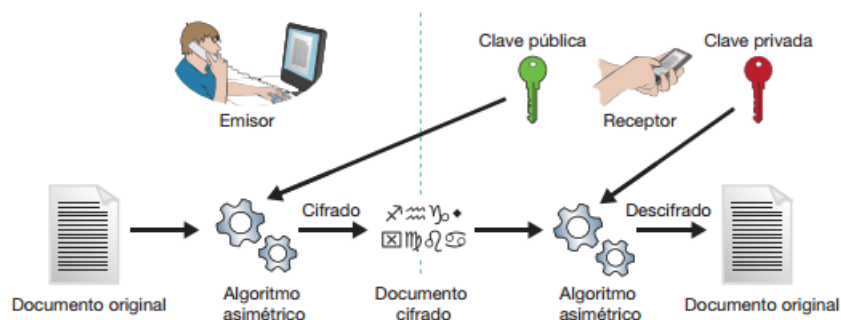 Clave pública
Clave privada
Emisor
Receptor
Cifrado
Descifrado
Documento original
Algoritmo
asimétrico
Documento
cifrado
Algoritmo
asimétrico
Documento original